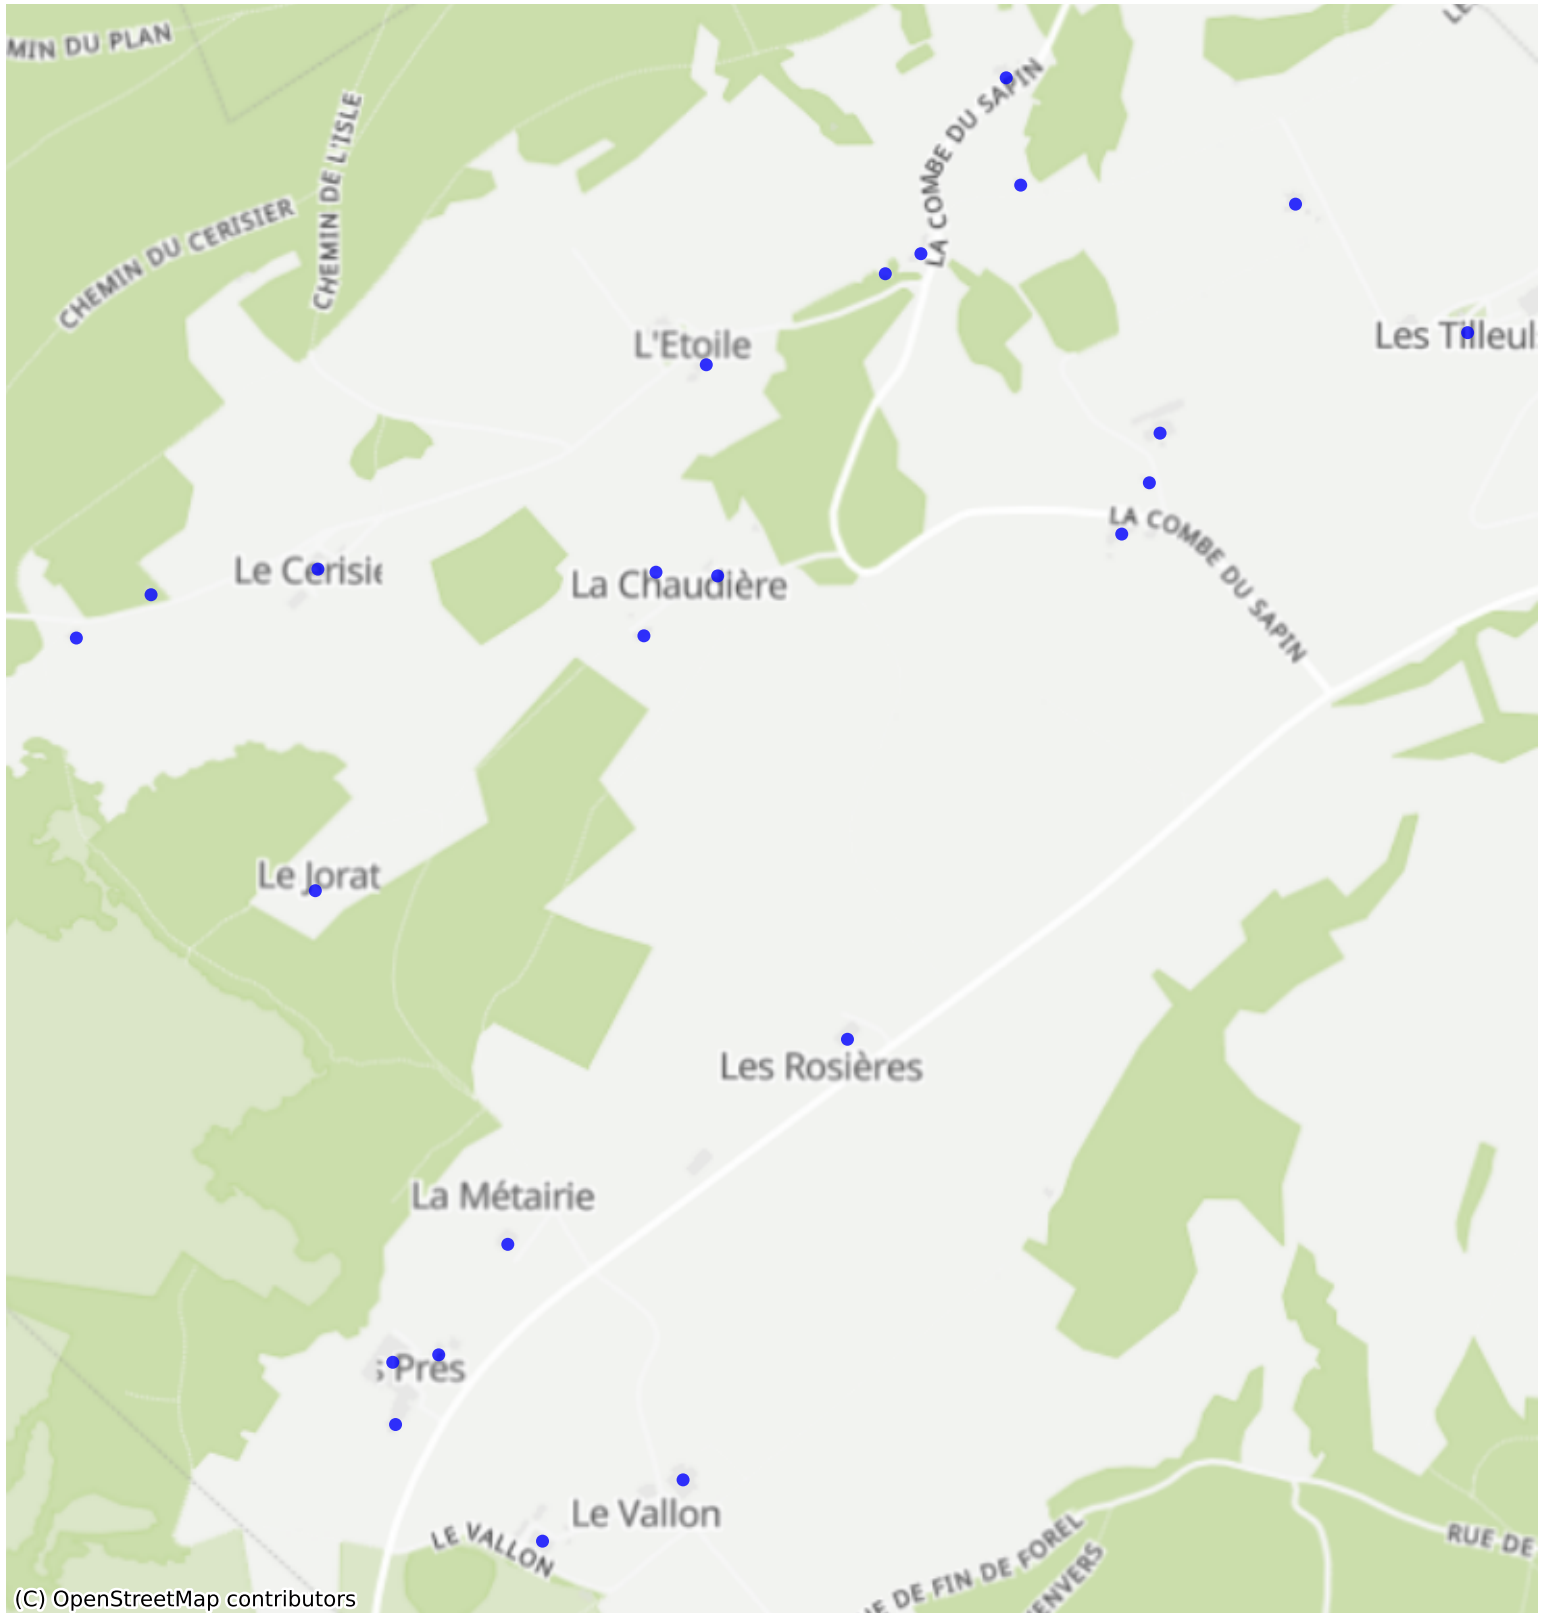 MIN DU PLAN
CHEMIN DE L'ISLE
LA COMBE DU SAPIN
CHEMIN DU CERISIER
L'Etoile
Les Tilleul
LA COMBE DU SAPIN
Le Cerisie
La Chaudière
Le Jorat
Les Rosières
La Métairie
s Prés
Le Vallon
LE VALLON
RUE DE
DE FIN DE FOREL
ENVERS
(C) OpenStreetMap contributors